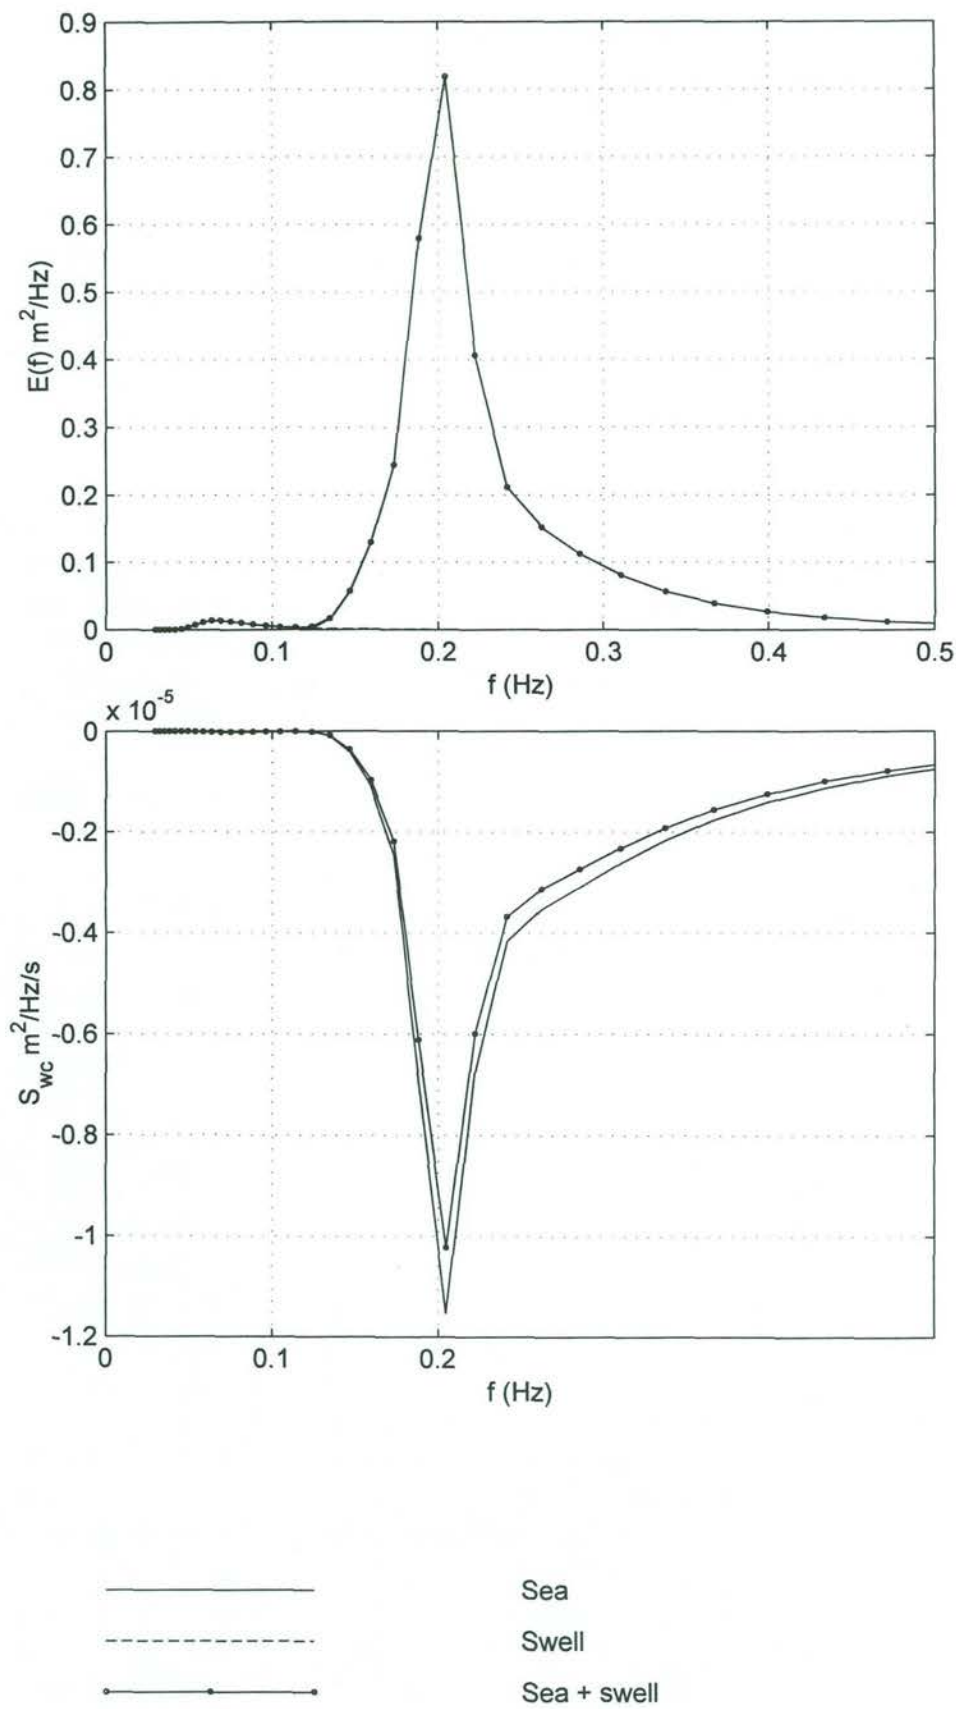 0.9
0.8
0.7
0.6
0.5
0.4
0.3
0.2
0.1
0
E(f) m²/Hz)
0 0.1 0.2 0.3 0.4 0.5
f (Hz)
x 10⁻⁵
0
-0.2
-0.4
-0.6
-0.8
-1
-1.2
S_wc m²/Hz/s
0 0.1 0.2
f (Hz)
Sea
Swell
Sea + swell